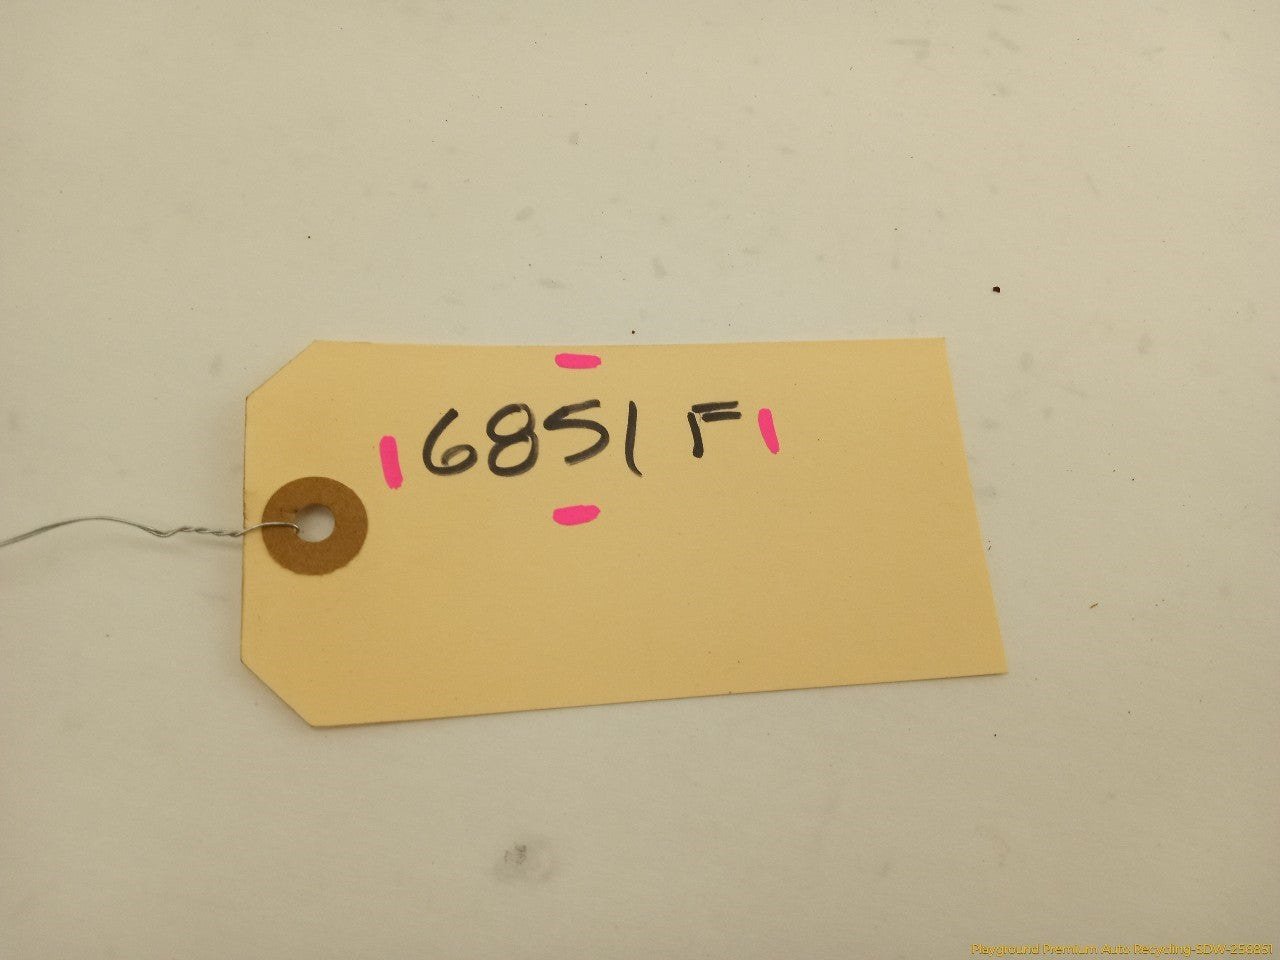 6851 F
Playground Premium Auto Recycling-SDW-256851